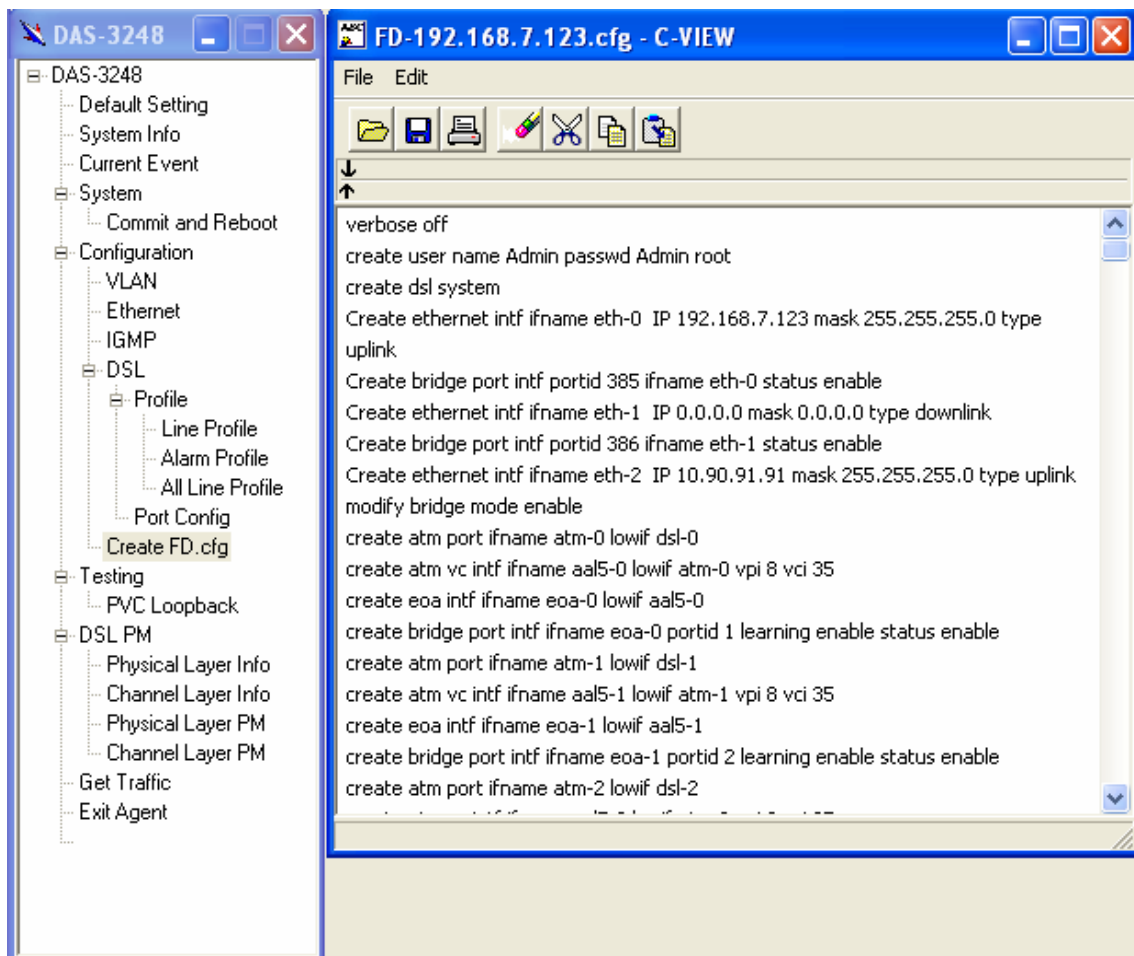 DAS-3248
DAS-3248
Default Setting
System Info
Current Event
System
Commit and Reboot
Configuration
VLAN
Ethernet
IGMP
DSL
Profile
Line Profile
Alarm Profile
All Line Profile
Port Config
Create FD.cfg
Testing
PVC Loopback
DSL PM
Physical Layer Info
Channel Layer Info
Physical Layer PM
Channel Layer PM
Get Traffic
Exit Agent
FD-192.168.7.123.cfg - C-VIEW
File Edit
verbose off
create user name Admin passwd Admin root
create dsl system
Create ethernet intf ifname eth-0  IP 192.168.7.123 mask 255.255.255.0 type
uplink
Create bridge port intf portid 385 ifname eth-0 status enable
Create ethernet intf ifname eth-1  IP 0.0.0.0 mask 0.0.0.0 type downlink
Create bridge port intf portid 386 ifname eth-1 status enable
Create ethernet intf ifname eth-2  IP 10.90.91.91 mask 255.255.255.0 type uplink
modify bridge mode enable
create atm port ifname atm-0 lowif dsl-0
create atm vc intf ifname aal5-0 lowif atm-0 vpi 8 vci 35
create eoa intf ifname eoa-0 lowif aal5-0
create bridge port intf ifname eoa-0 portid 1 learning enable status enable
create atm port ifname atm-1 lowif dsl-1
create atm vc intf ifname aal5-1 lowif atm-1 vpi 8 vci 35
create eoa intf ifname eoa-1 lowif aal5-1
create bridge port intf ifname eoa-1 portid 2 learning enable status enable
create atm port ifname atm-2 lowif dsl-2